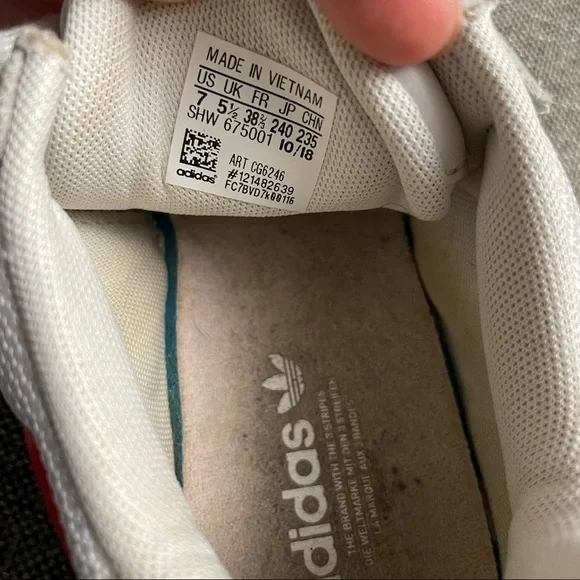 MADE IN VIETNAM
US UK FR JP CHN
7 5½ 38⅔ 240 235
SHW 675001 10/18
ART CG6246
#121482639
FC7BVD7k00116
adidas
adidas
THE BRAND WITH THE 3 STRIPES
DIE WELTMARKE MIT DEN 3 STREIFEN
LA MARQUE AUX 3 BANDES